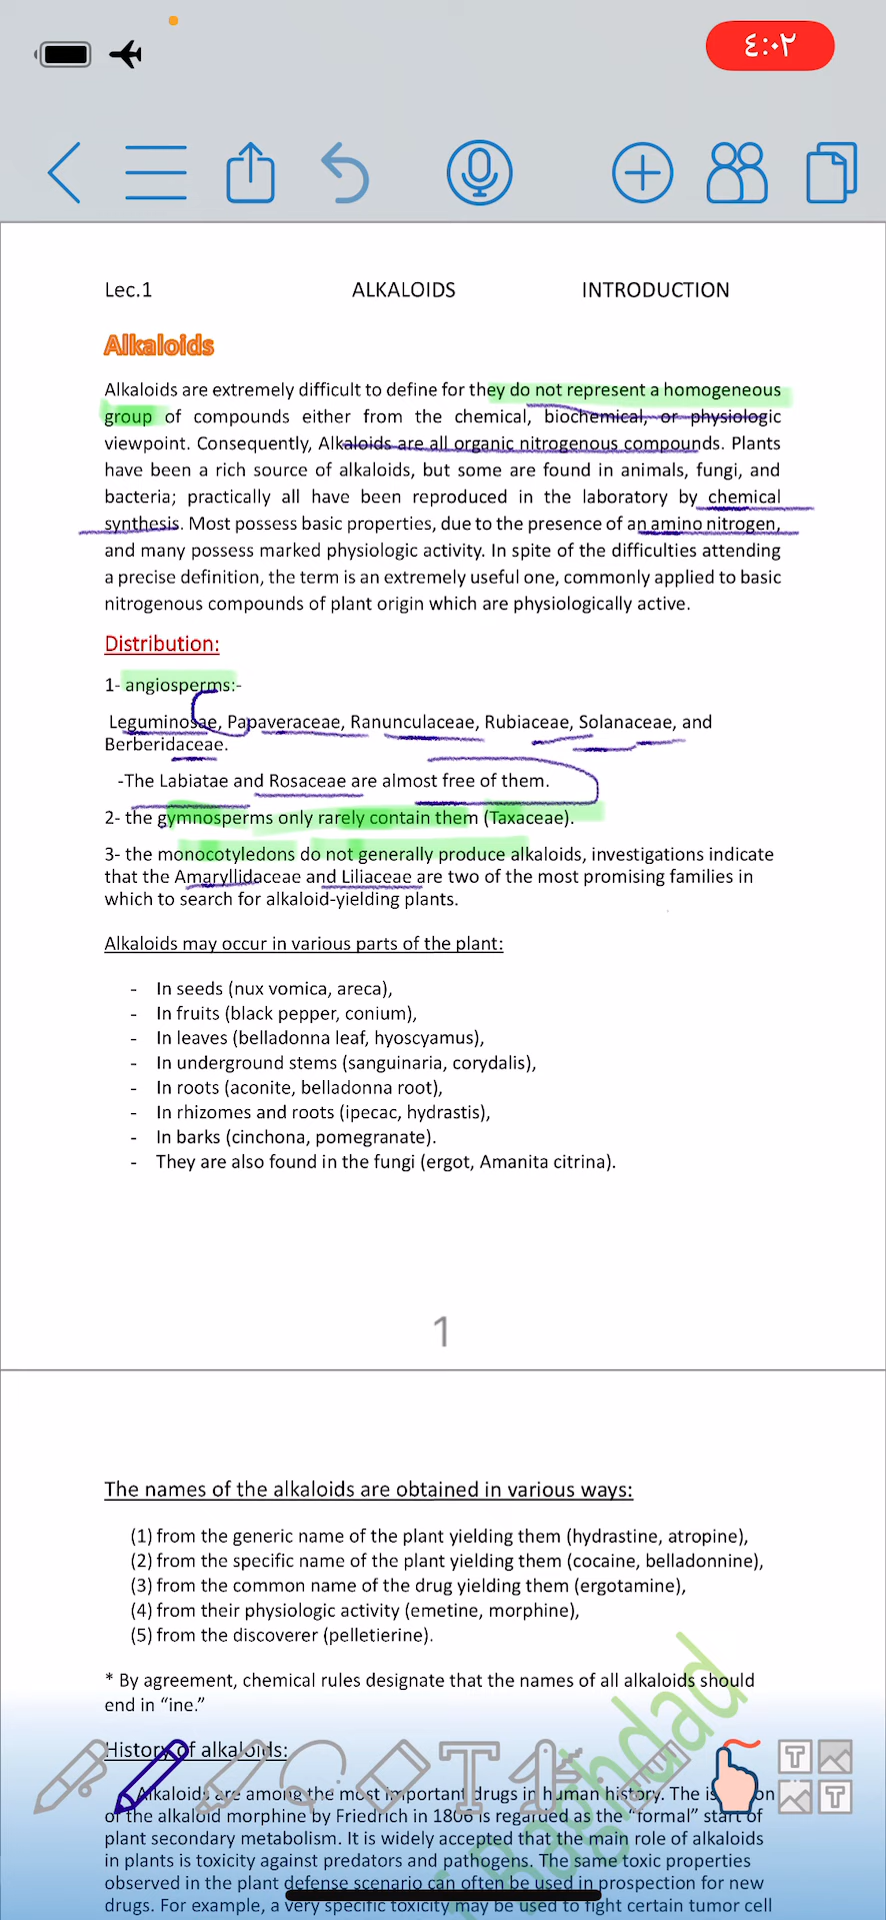 ٤:٠٢
Lec.1 ALKALOIDS INTRODUCTION
Alkaloids
Alkaloids are extremely difficult to define for they do not represent a homogeneous
group of compounds either from the chemical, biochemical, or physiologic
viewpoint. Consequently, Alkaloids are all organic nitrogenous compounds. Plants
have been a rich source of alkaloids, but some are found in animals, fungi, and
bacteria; practically all have been reproduced in the laboratory by chemical
synthesis. Most possess basic properties, due to the presence of an amino nitrogen,
and many possess marked physiologic activity. In spite of the difficulties attending
a precise definition, the term is an extremely useful one, commonly applied to basic
nitrogenous compounds of plant origin which are physiologically active.
Distribution:
1- angiosperms:-
Leguminosae, Papaveraceae, Ranunculaceae, Rubiaceae, Solanaceae, and
Berberidaceae.
-The Labiatae and Rosaceae are almost free of them.
2- the gymnosperms only rarely contain them (Taxaceae).
3- the monocotyledons do not generally produce alkaloids, investigations indicate
that the Amaryllidaceae and Liliaceae are two of the most promising families in
which to search for alkaloid-yielding plants.
Alkaloids may occur in various parts of the plant:
- In seeds (nux vomica, areca),
- In fruits (black pepper, conium),
- In leaves (belladonna leaf, hyoscyamus),
- In underground stems (sanguinaria, corydalis),
- In roots (aconite, belladonna root),
- In rhizomes and roots (ipecac, hydrastis),
- In barks (cinchona, pomegranate).
- They are also found in the fungi (ergot, Amanita citrina).
1
The names of the alkaloids are obtained in various ways:
(1) from the generic name of the plant yielding them (hydrastine, atropine),
(2) from the specific name of the plant yielding them (cocaine, belladonnine),
(3) from the common name of the drug yielding them (ergotamine),
(4) from their physiologic activity (emetine, morphine),
(5) from the discoverer (pelletierine).
* By agreement, chemical rules designate that the names of all alkaloids should
end in “ine.”
History of alkaloids:
Alkaloids are among the most important drugs in human history. The
of the alkaloid morphine by Friedrich in 1806 is regarded as the “formal” start of
plant secondary metabolism. It is widely accepted that the main role of alkaloids
in plants is toxicity against predators and pathogens. The same toxic properties
observed in the plant defense scenario can often be used in prospection for new
drugs. For example, a very specific toxicity may be used to fight certain tumor cell
Baghdad